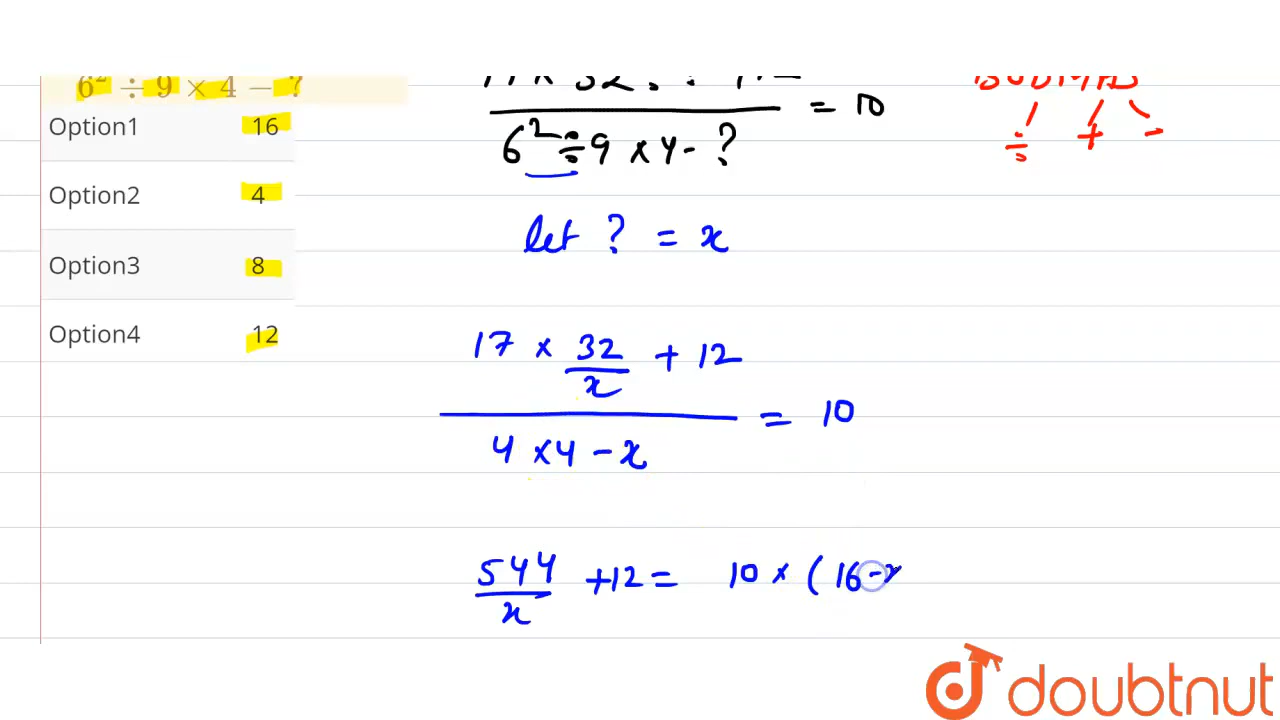 6² ÷ 9 × 4 − ?
Option1 16
Option2 4
Option3 8
Option4 12
= 10
6² ÷ 9 × 4 - ?
÷ + -
let ? = x
17 × 32/x + 12
4 × 4 - x
= 10
544/x + 12 = 10 × ( 16 - x
doubtnut